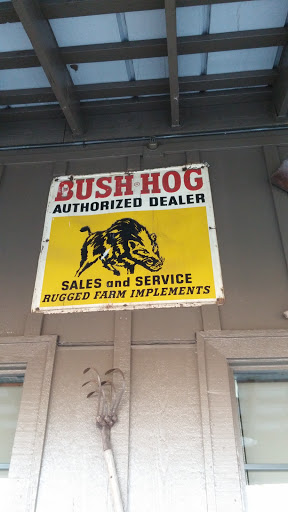 BUSH HOG
AUTHORIZED DEALER
SALES and SERVICE
RUGGED FARM IMPLEMENTS